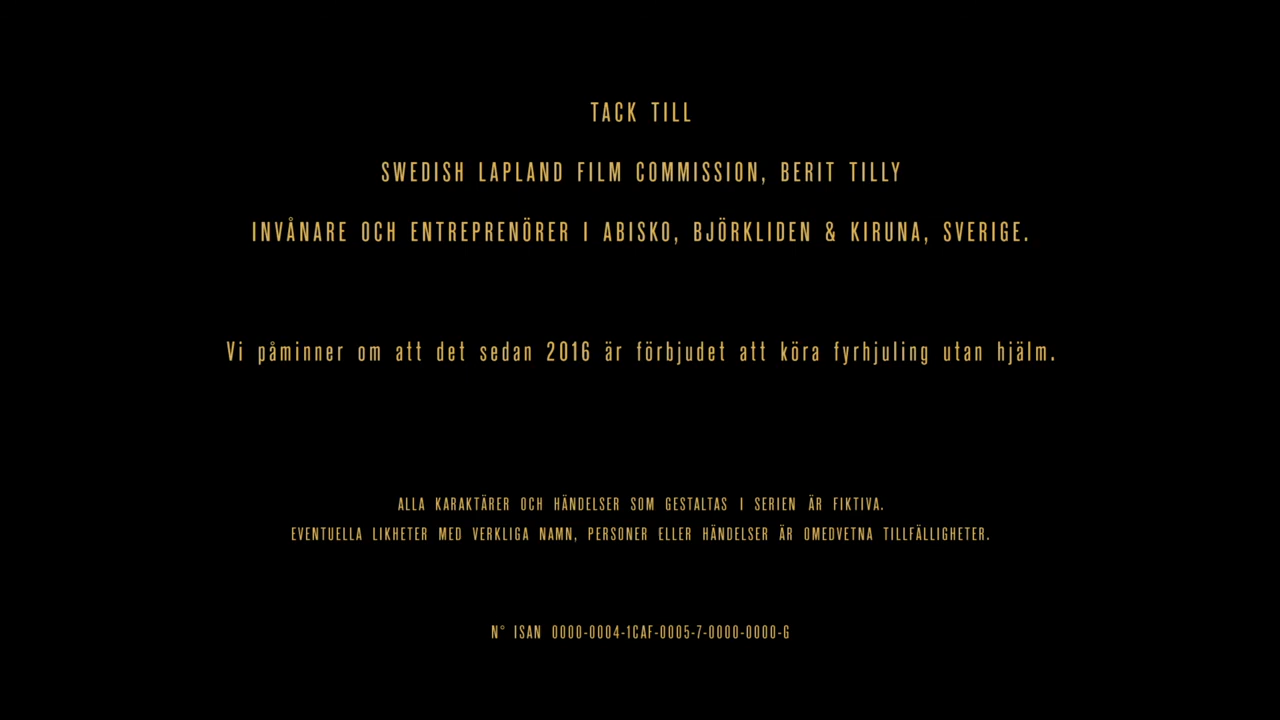 TACK TILL
SWEDISH LAPLAND FILM COMMISSION, BERIT TILLY
INVÅNARE OCH ENTREPRENÖRER I ABISKO, BJÖRKLIDEN & KIRUNA, SVERIGE.
Vi påminner om att det sedan 2016 är förbjudet att köra fyrhjuling utan hjälm.
ALLA KARAKTÄRER OCH HÄNDELSER SOM GESTALTAS I SERIEN ÄR FIKTIVA.
EVENTUELLA LIKHETER MED VERKLIGA NAMN, PERSONER ELLER HÄNDELSER ÄR OMEDVETNA TILLFÄLLIGHETER.
N° ISAN 0000-0004-1CAF-0005-7-0000-0000-G